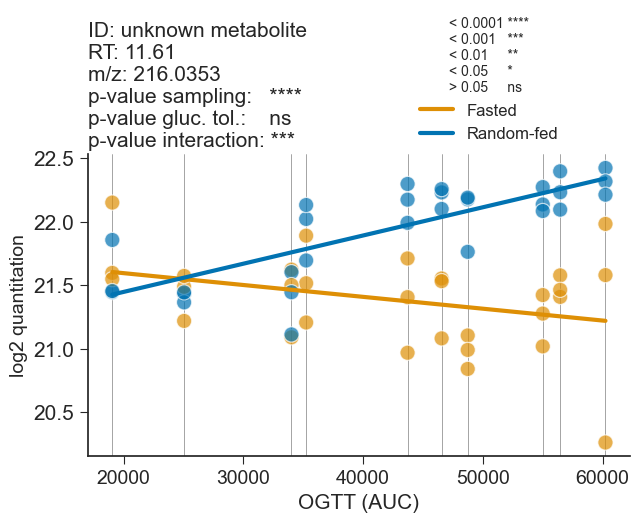 ID: unknown metabolite
RT: 11.61
m/z: 216.0353
p-value sampling: ****
p-value gluc. tol.: ns
p-value interaction: ***
< 0.0001 ****
< 0.001 ***
< 0.01 **
< 0.05 *
> 0.05 ns
Fasted
Random-fed
22.5
22.0
21.5
21.0
20.5
log2 quantitation
20000
30000
40000
50000
60000
OGTT (AUC)